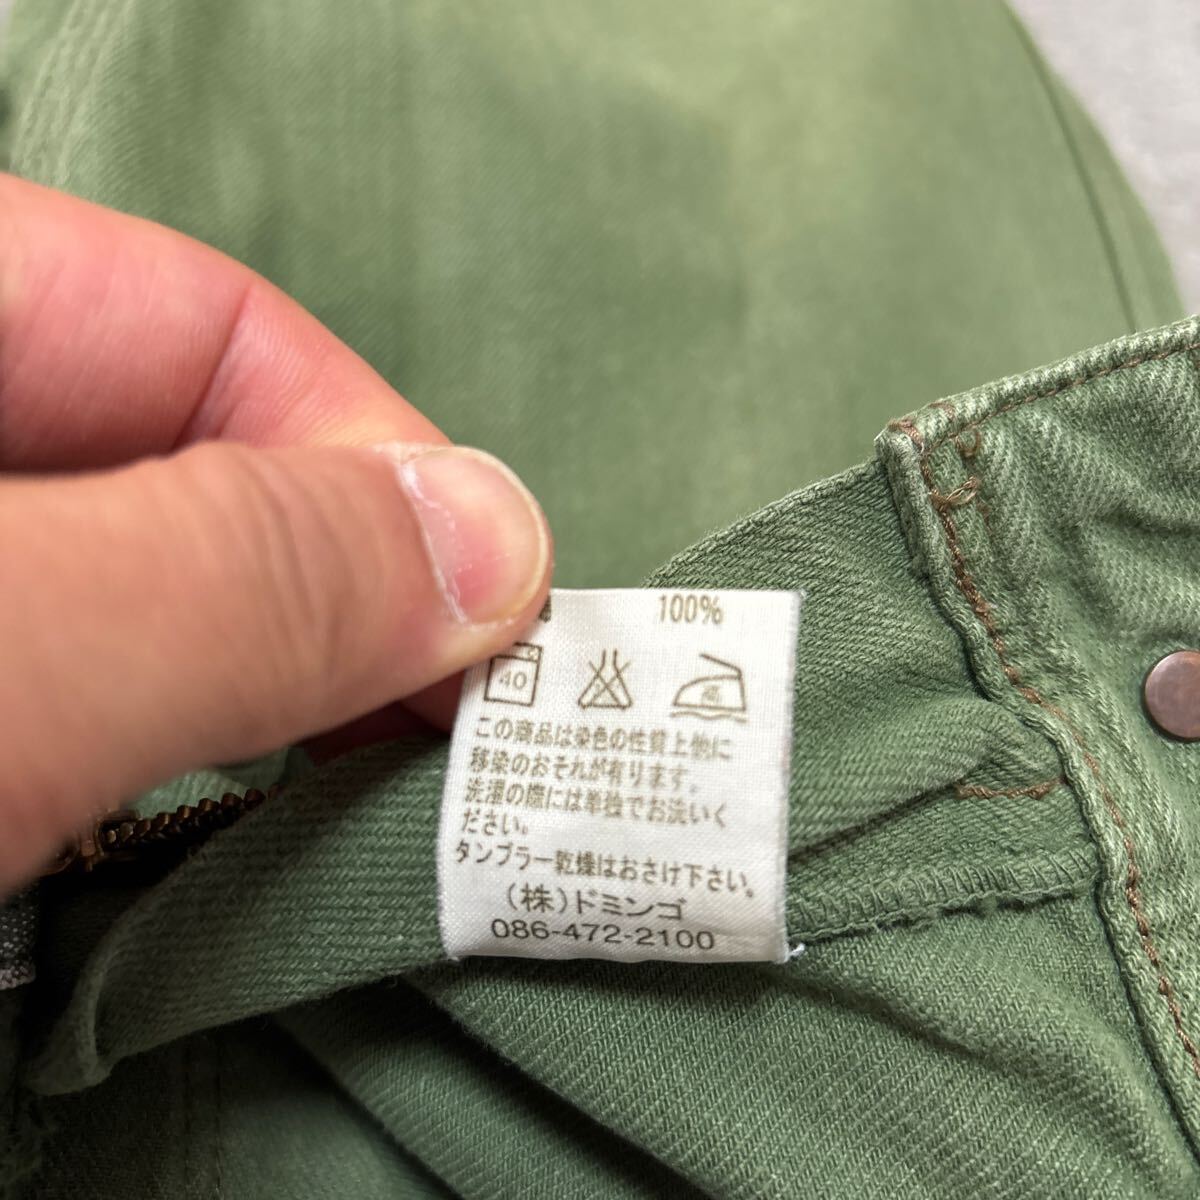 100%
40
この商品は染色の性質上他に
移染のおそれが有ります。
洗濯の際には単独でお洗いく
ださい。
タンブラー乾燥はおさけ下さい。
(株)ドミンゴ
086-472-2100